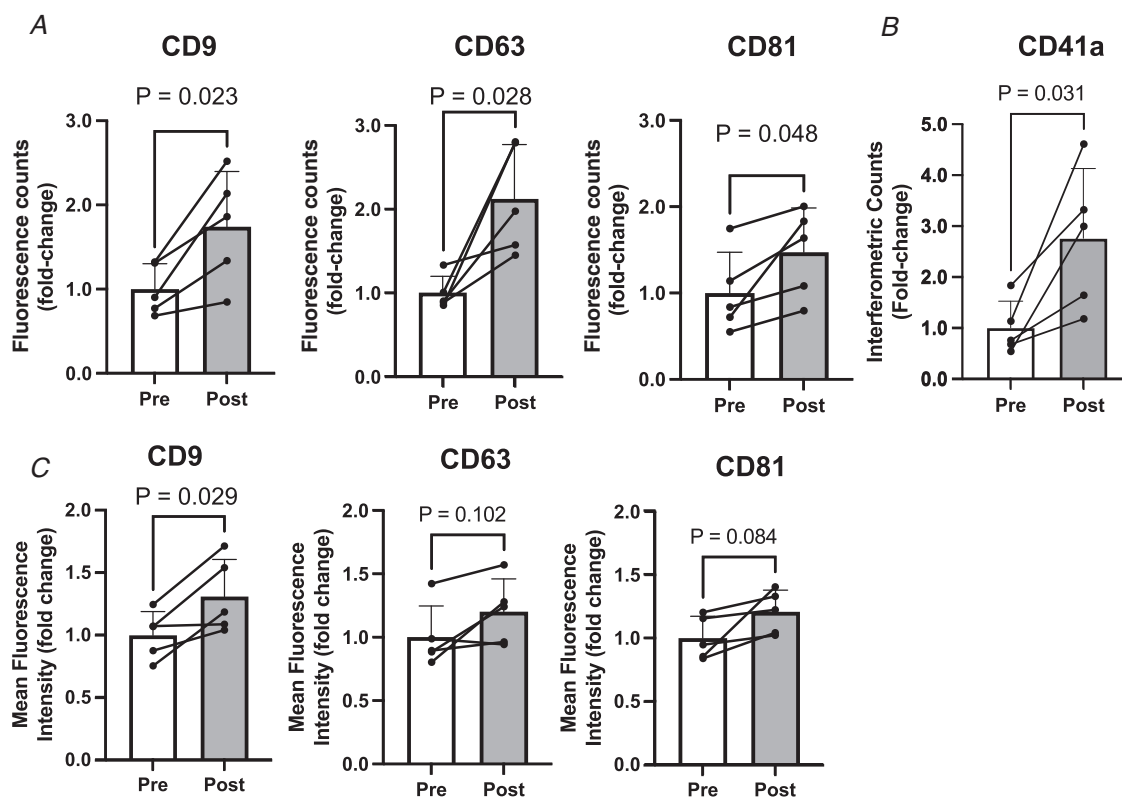 A
CD9
P = 0.023
Fluorescence counts
(fold-change)
3.0
2.0
1.0
0.0
Pre
Post
CD63
P = 0.028
Fluorescence counts
(fold-change)
3.0
2.0
1.0
0.0
Pre
Post
CD81
P = 0.048
Fluorescence counts
(fold-change)
3.0
2.0
1.0
0.0
Pre
Post
B
CD41a
P = 0.031
Interferometric Counts
(Fold-change)
5.0
4.0
3.0
2.0
1.0
0.0
Pre
Post
C
CD9
P = 0.029
Mean Fluorescence
Intensity (fold change)
2.0
1.5
1.0
0.5
0.0
Pre
Post
CD63
P = 0.102
Mean Fluorescence
Intensity (fold change)
2.0
1.5
1.0
0.5
0.0
Pre
Post
CD81
P = 0.084
Mean Fluorescence
Intensity (fold change)
2.0
1.5
1.0
0.5
0.0
Pre
Post